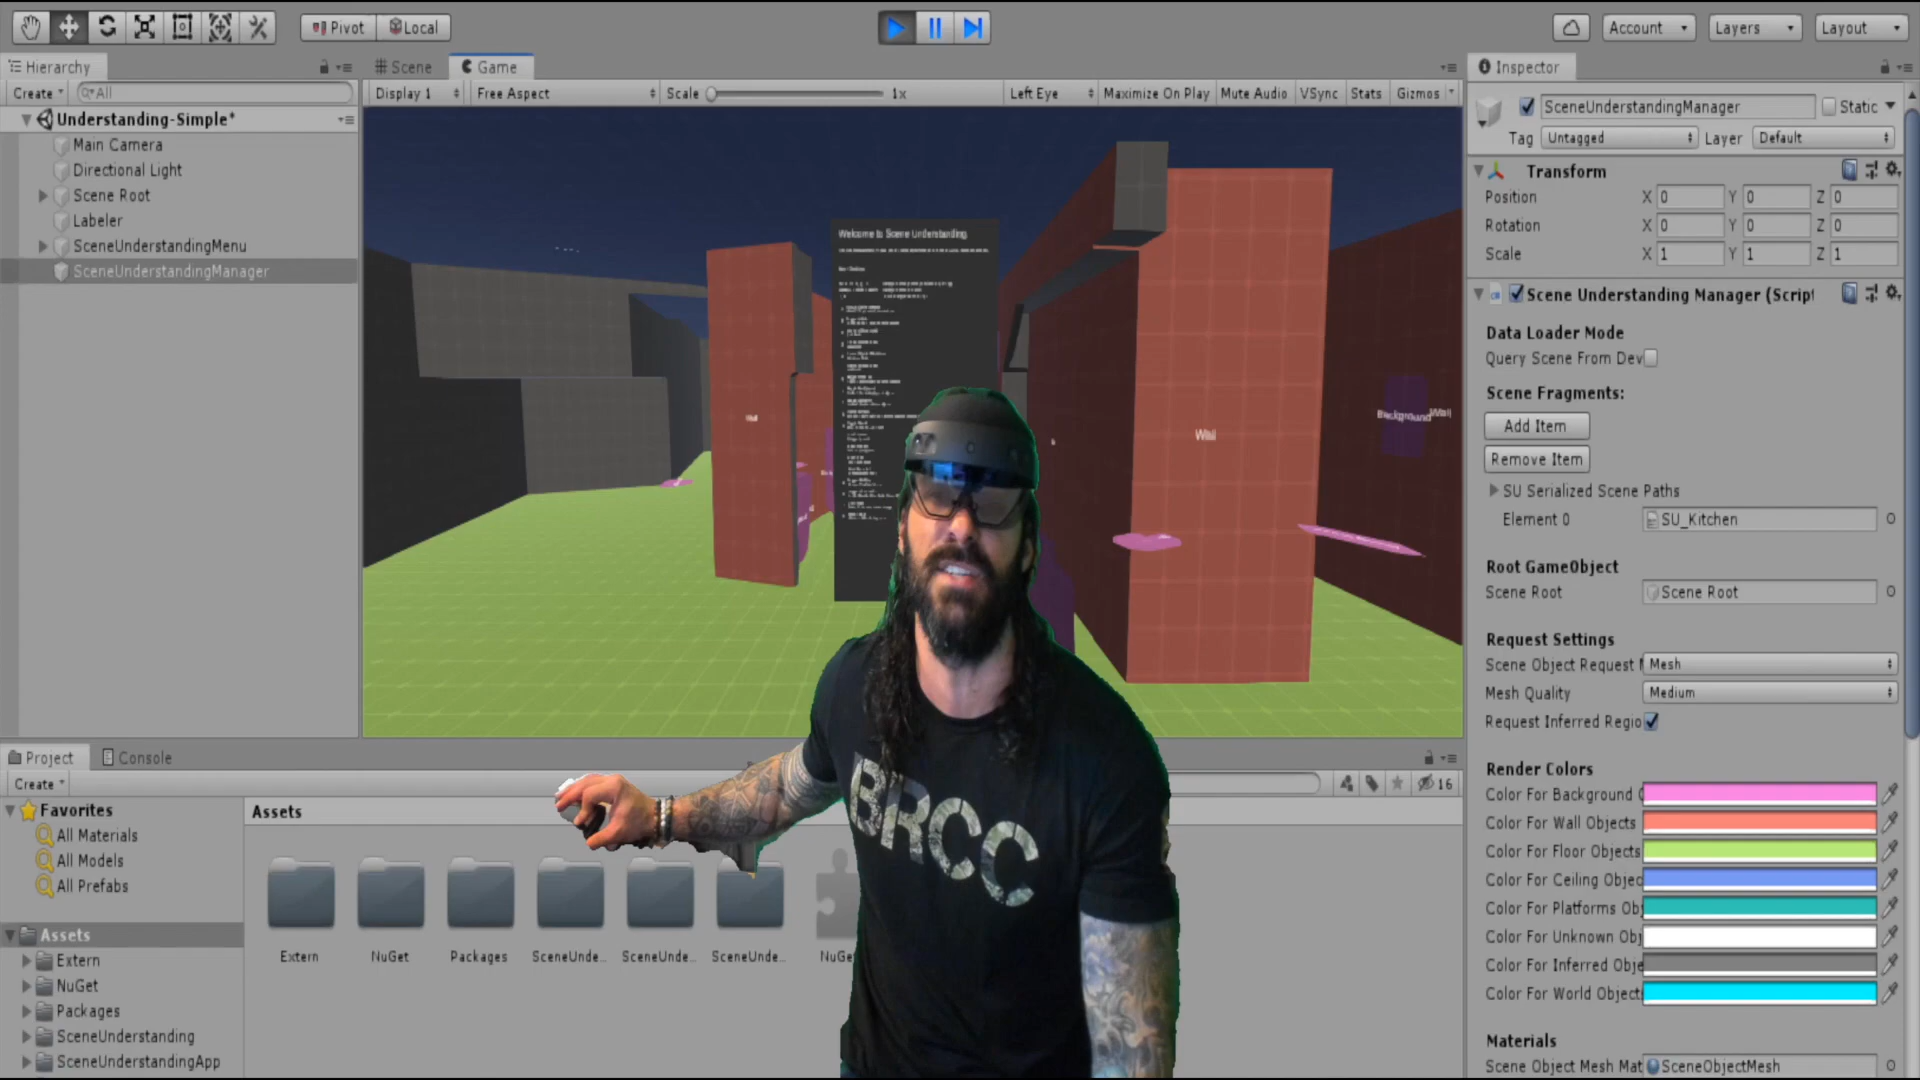 Pivot Local
Account Layers Layout
Hierarchy
Scene Game
Inspector
Create All
Display 1 Free Aspect Scale 1x Left Eye Maximize On Play Mute Audio VSync Stats Gizmos
SceneUnderstandingManager Static
Tag Untagged Layer Default
Understanding-Simple*
Main Camera
Directional Light
Scene Root
Labeler
SceneUnderstandingMenu
SceneUnderstandingManager
Welcome to Scene Understanding.
Wall
Wall
Background
Wall
Transform
Position X 0 Y 0 Z 0
Rotation X 0 Y 0 Z 0
Scale X 1 Y 1 Z 1
Scene Understanding Manager (Script
Data Loader Mode
Query Scene From Dev
Scene Fragments:
Add Item
Remove Item
SU Serialized Scene Paths
Element 0 SU_Kitchen
Root GameObject
Scene Root Scene Root
Request Settings
Scene Object Request M Mesh
Mesh Quality Medium
Request Inferred Regio
Render Colors
Color For Background O
Color For Wall Objects
Color For Floor Objects
Color For Ceiling Objec
Color For Platforms Obj
Color For Unknown Obj
Color For Inferred Obje
Color For World Objects
Materials
Scene Object Mesh Mat SceneObjectMesh
Project Console
Create
16
Favorites
All Materials
All Models
All Prefabs
Assets
Extern
NuGet
Packages
SceneUnderstanding
SceneUnderstandingApp
Assets
Extern NuGet Packages SceneUnde... SceneUnde... SceneUnde... NuGe
BRCC